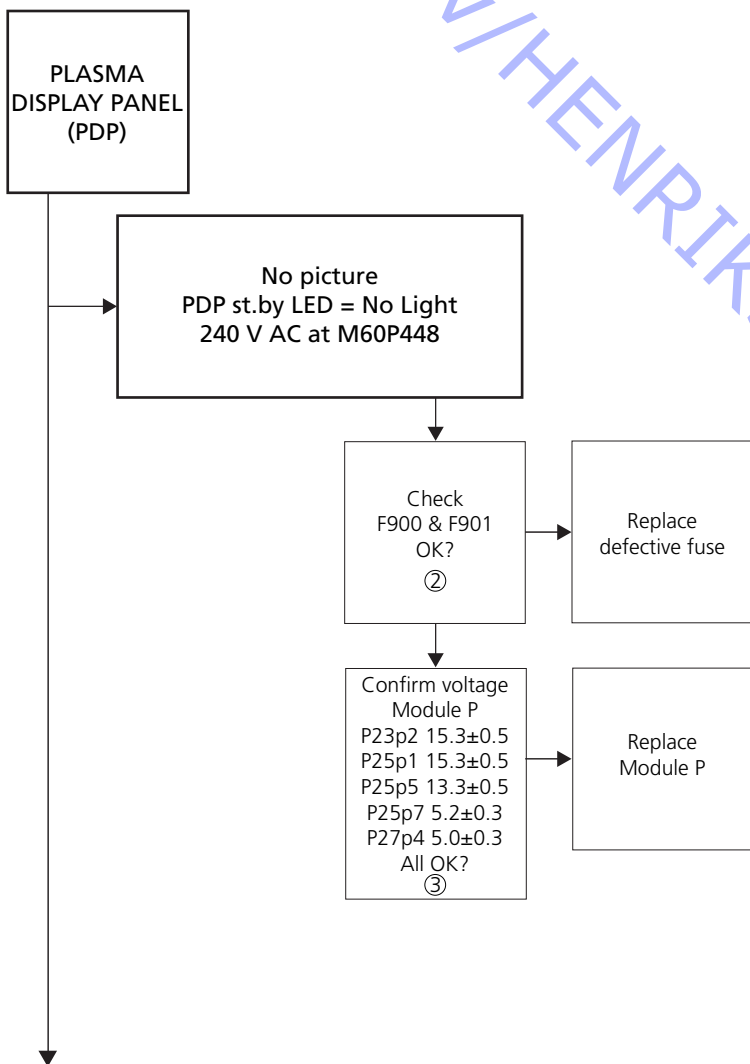 PLASMA
DISPLAY PANEL
(PDP)
No picture
PDP st.by LED = No Light
240 V AC at M60P448
Check
F900 & F901
OK?
②
Replace
defective fuse
Confirm voltage
Module P
P23p2 15.3±0.5
P25p1 15.3±0.5
P25p5 13.3±0.5
P25p7 5.2±0.3
P27p4 5.0±0.3
All OK?
③
Replace
Module P